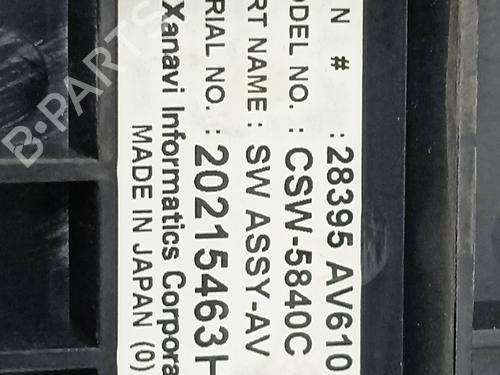 N # : 28395 AV610
ODEL NO. : CSW-5840C
RT NAME : SW ASSY-AV
RIAL NO. : 20215463H
Xanavi Informatics Corpora
MADE IN JAPAN (0)
B-PARTS